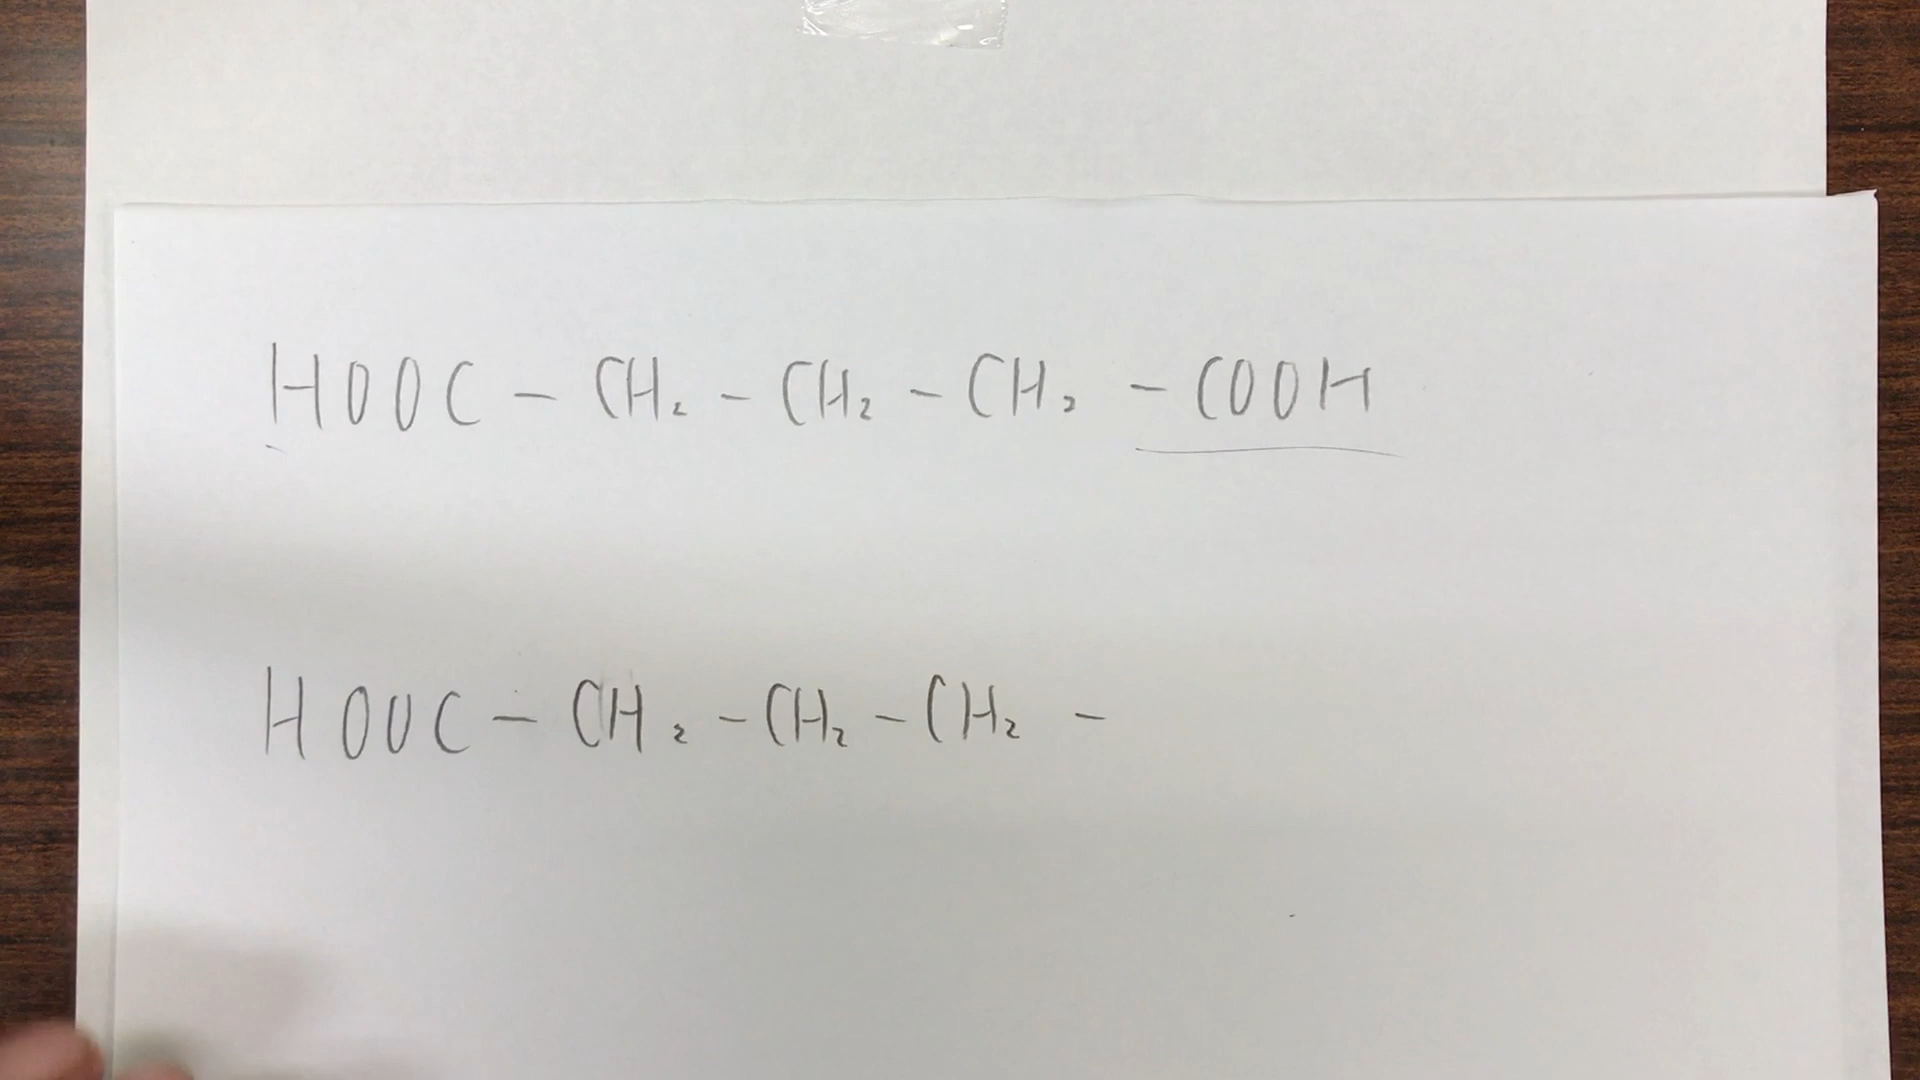 HOOC – CH₂ – CH₂ – CH₂ – COOH
HOOC – CH₂ – CH₂ – CH₂ –